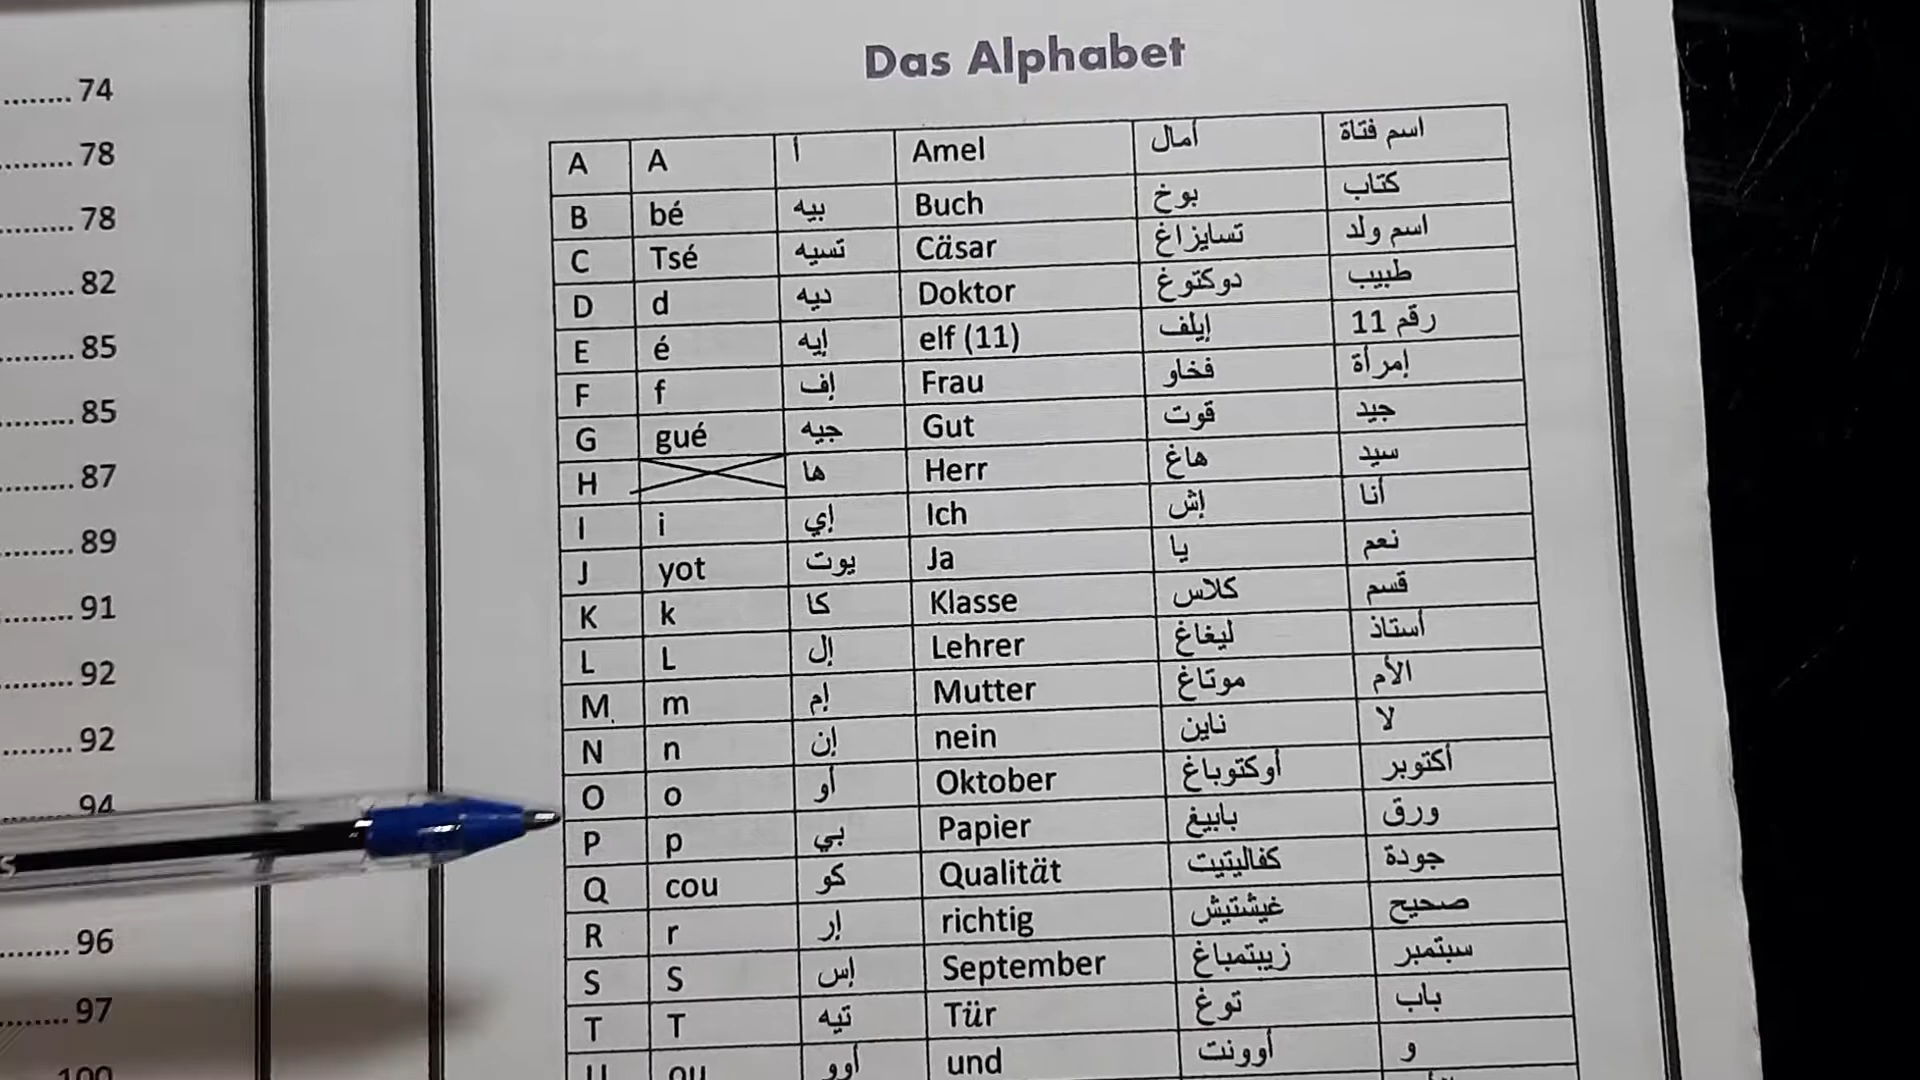 ........ 74
........ 78
........ 78
........ 82
........ 85
........ 85
........ 87
........ 89
........ 91
........ 92
........ 92
........ 94
........ 96
........ 97
100
Das Alphabet
A A أ Amel أمال اسم فتاة
B bé بيه Buch بوخ كتاب
C Tsé تسيه Cäsar تسايزاغ اسم ولد
D d ديه Doktor دوكتوغ طبيب
E é إيه elf (11) إيلف رقم 11
F f إف Frau فخاو إمرأة
G gué جيه Gut قوت جيد
H ها Herr هاغ سيد
I i إي Ich إش أنا
J yot يوت Ja يا نعم
K k كا Klasse كلاس قسم
L L إل Lehrer ليغاغ أستاذ
M m إم Mutter موتاغ الأم
N n إن nein ناين لا
O o أو Oktober أوكتوباغ أكتوبر
P p بي Papier بابيغ ورق
Q cou كو Qualität كفاليتيت جودة
R r إر richtig غيشتيش صحيح
S S إس September زيبتمباغ سبتمبر
T T تيه Tür توغ باب
U ou أوو und أوونت و